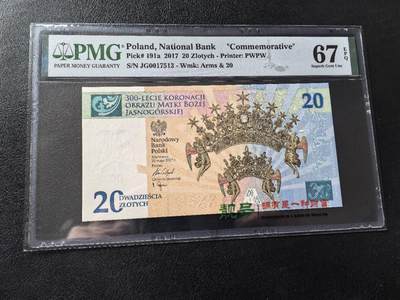 PMG
PAPER MONEY GUARANTY
Poland, National Bank "Commemorative"
Pick# 191a 2017 20 Zlotych - Printer: PWPW
S/N JG0017513 - Wmk: Arms & 20
67 EPQ
Superb Gem Unc
300-LECIE KORONACJI
OBRAZU MATKI BOŻEJ
JASNOGÓRSKIEJ
20
Narodowy
Bank
Polski
20 DWADZIEŚCIA
ZŁOTYCH